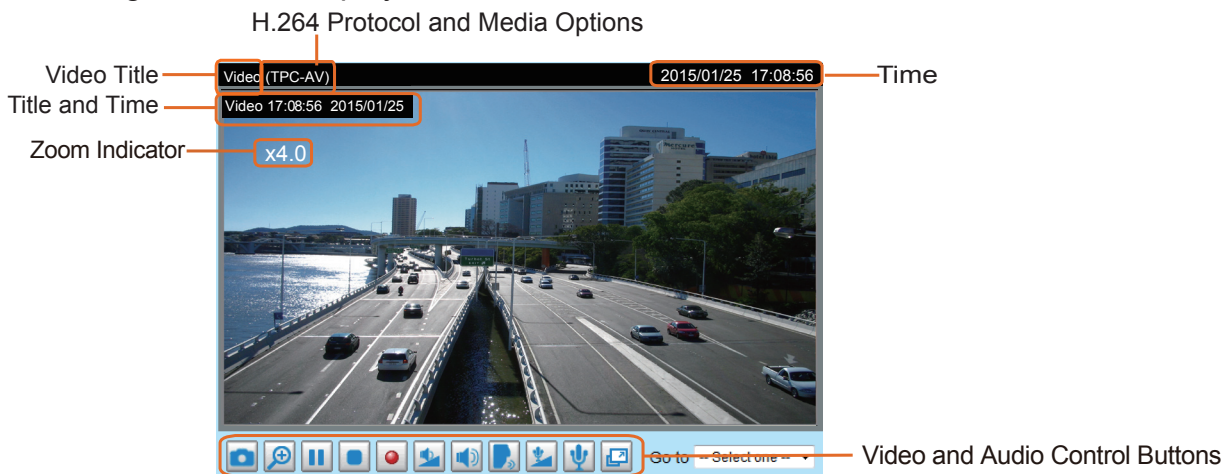 H.264 Protocol and Media Options
Video Title
Video (TPC-AV)
2015/01/25 17:08:56
Time
Title and Time
Video 17:08:56 2015/01/25
Zoom Indicator
x4.0
Go to
-- Select one --
Video and Audio Control Buttons